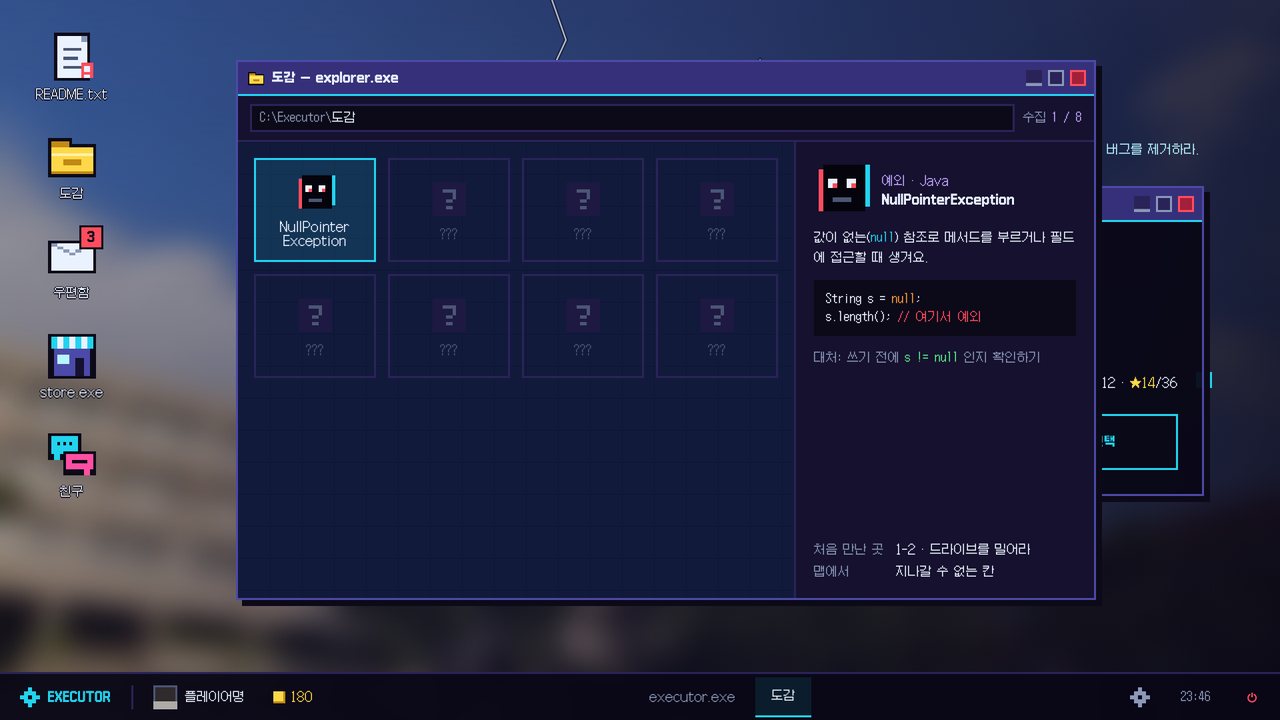 README.txt
도감
3
우편함
store.exe
친구
도감 — explorer.exe
C:\Executor\도감
수집 1 / 8
NullPointer
Exception
?
???
?
???
?
???
?
???
?
???
?
???
?
???
예외 · Java
NullPointerException
값이 없는(null) 참조로 메서드를 부르거나 필드
에 접근할 때 생겨요.
String s = null;
s.length(); // 여기서 예외
대처: 쓰기 전에 s != null 인지 확인하기
처음 만난 곳 1-2 · 드라이브를 밀어라
맵에서 지나갈 수 없는 칸
버그를 제거하라.
12 · ★14/36
택
EXECUTOR
플레이어명
180
executor.exe
도감
23:46